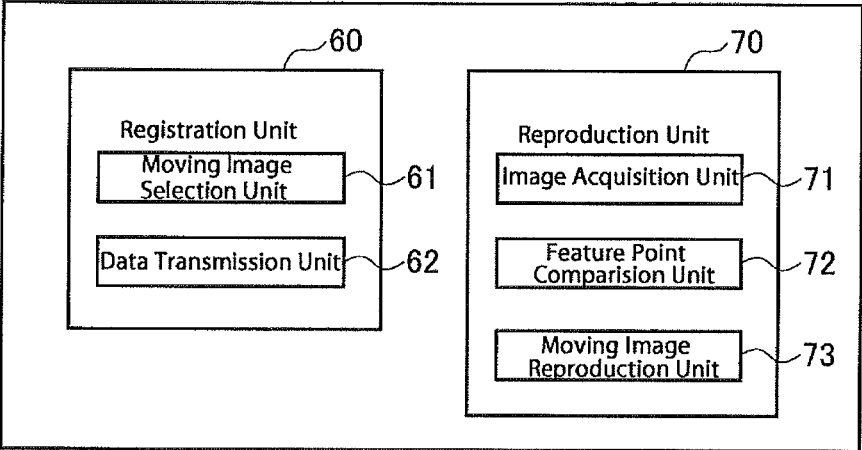 60
Registration Unit
Moving Image
Selection Unit
61
Data Transmission Unit
62
70
Reproduction Unit
Image Acquisition Unit
71
Feature Point
Comparision Unit
72
Moving Image
Reproduction Unit
73